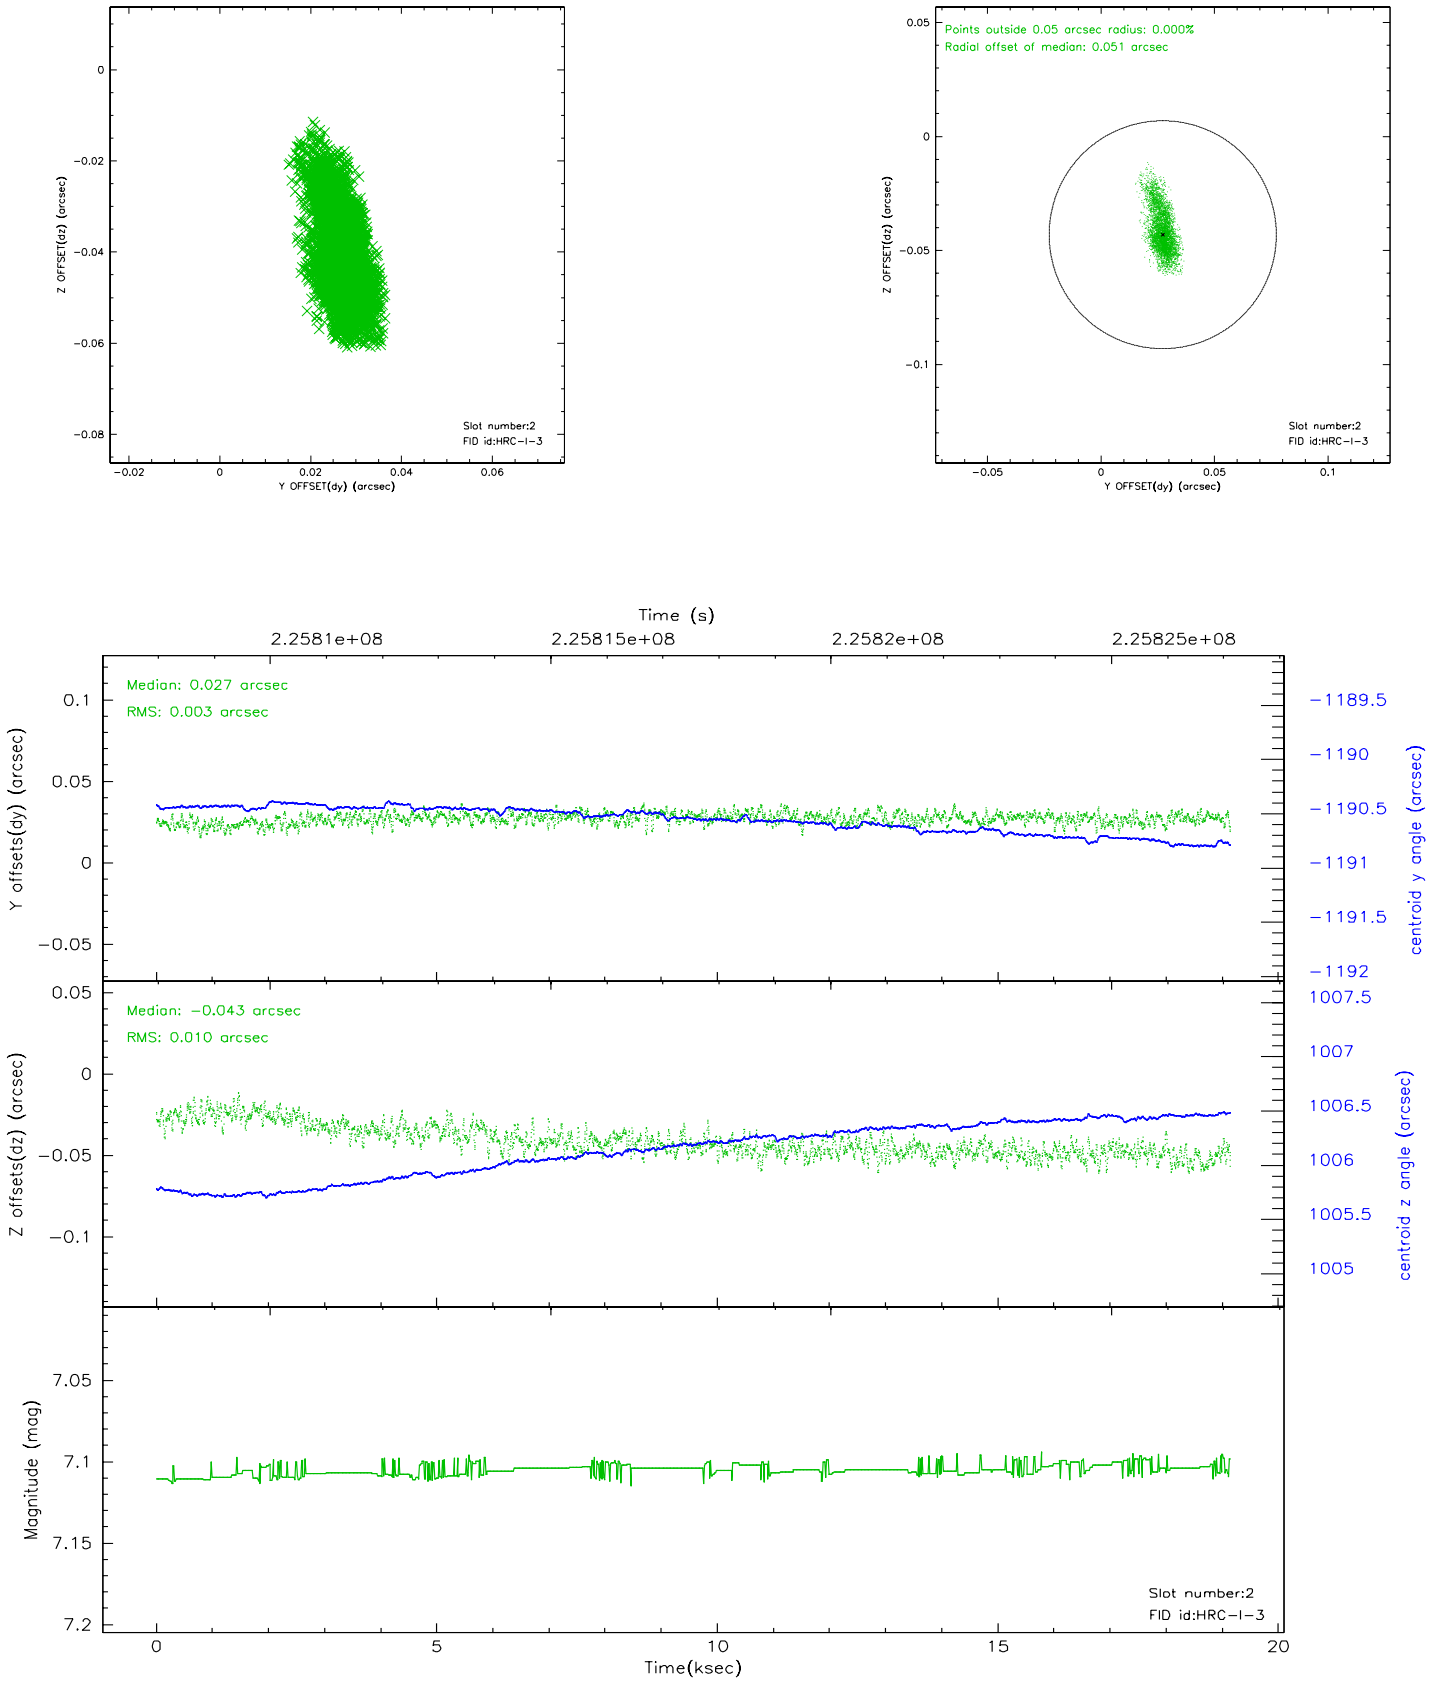 0
−0.02
−0.04
−0.06
−0.08
Z OFFSET(dz) (arcsec)
Slot number:2
FID id:HRC−I−3
−0.02
0
0.02
0.04
0.06
Y OFFSET(dy) (arcsec)
Points outside 0.05 arcsec radius: 0.000%
Radial offset of median: 0.051 arcsec
0.05
0
−0.05
−0.1
Z OFFSET(dz) (arcsec)
Slot number:2
FID id:HRC−I−3
−0.05
0
0.05
0.1
Y OFFSET(dy) (arcsec)
Time (s)
2.2581e+08
2.25815e+08
2.2582e+08
2.25825e+08
Median: 0.027 arcsec
RMS: 0.003 arcsec
0.1
0.05
0
−0.05
Y offsets(dy) (arcsec)
−1189.5
−1190
−1190.5
−1191
−1191.5
−1192
centroid y angle (arcsec)
Median: −0.043 arcsec
RMS: 0.010 arcsec
0.05
0
−0.05
−0.1
Z offsets(dz) (arcsec)
1007.5
1007
1006.5
1006
1005.5
1005
centroid z angle (arcsec)
7.05
7.1
7.15
7.2
Magnitude (mag)
Slot number:2
FID id:HRC−I−3
0
5
10
15
20
Time(ksec)